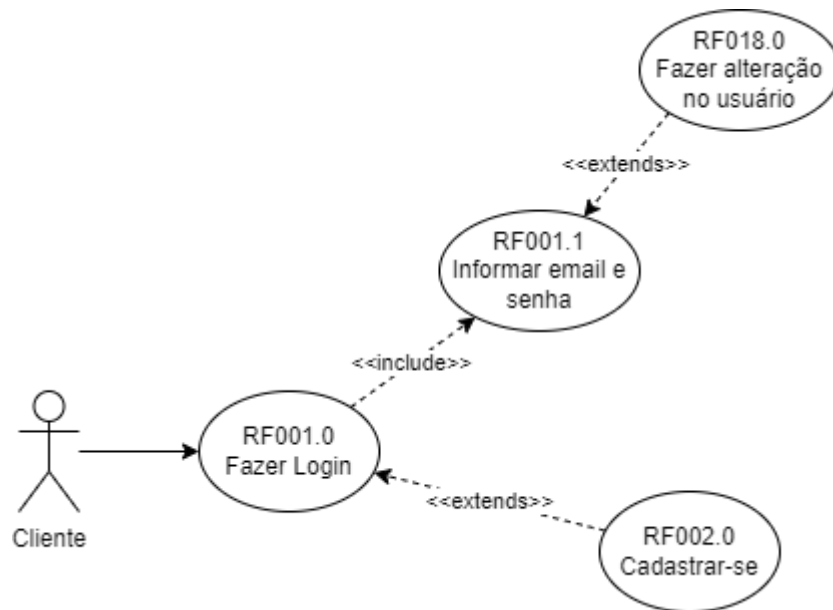 RF018.0
Fazer alteração
no usuário
<<extends>>
RF001.1
Informar email e
senha
<<include>>
RF001.0
Fazer Login
Cliente
<<extends>>
RF002.0
Cadastrar-se